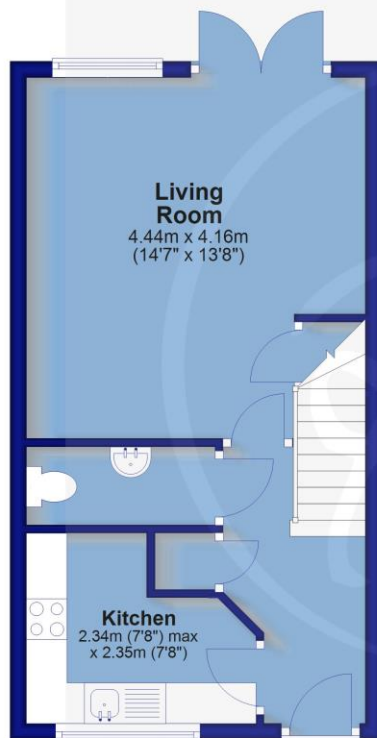 Living
Room
4.44m x 4.16m
(14'7" x 13'8")
Kitchen
2.34m (7'8") max
x 2.35m (7'8")